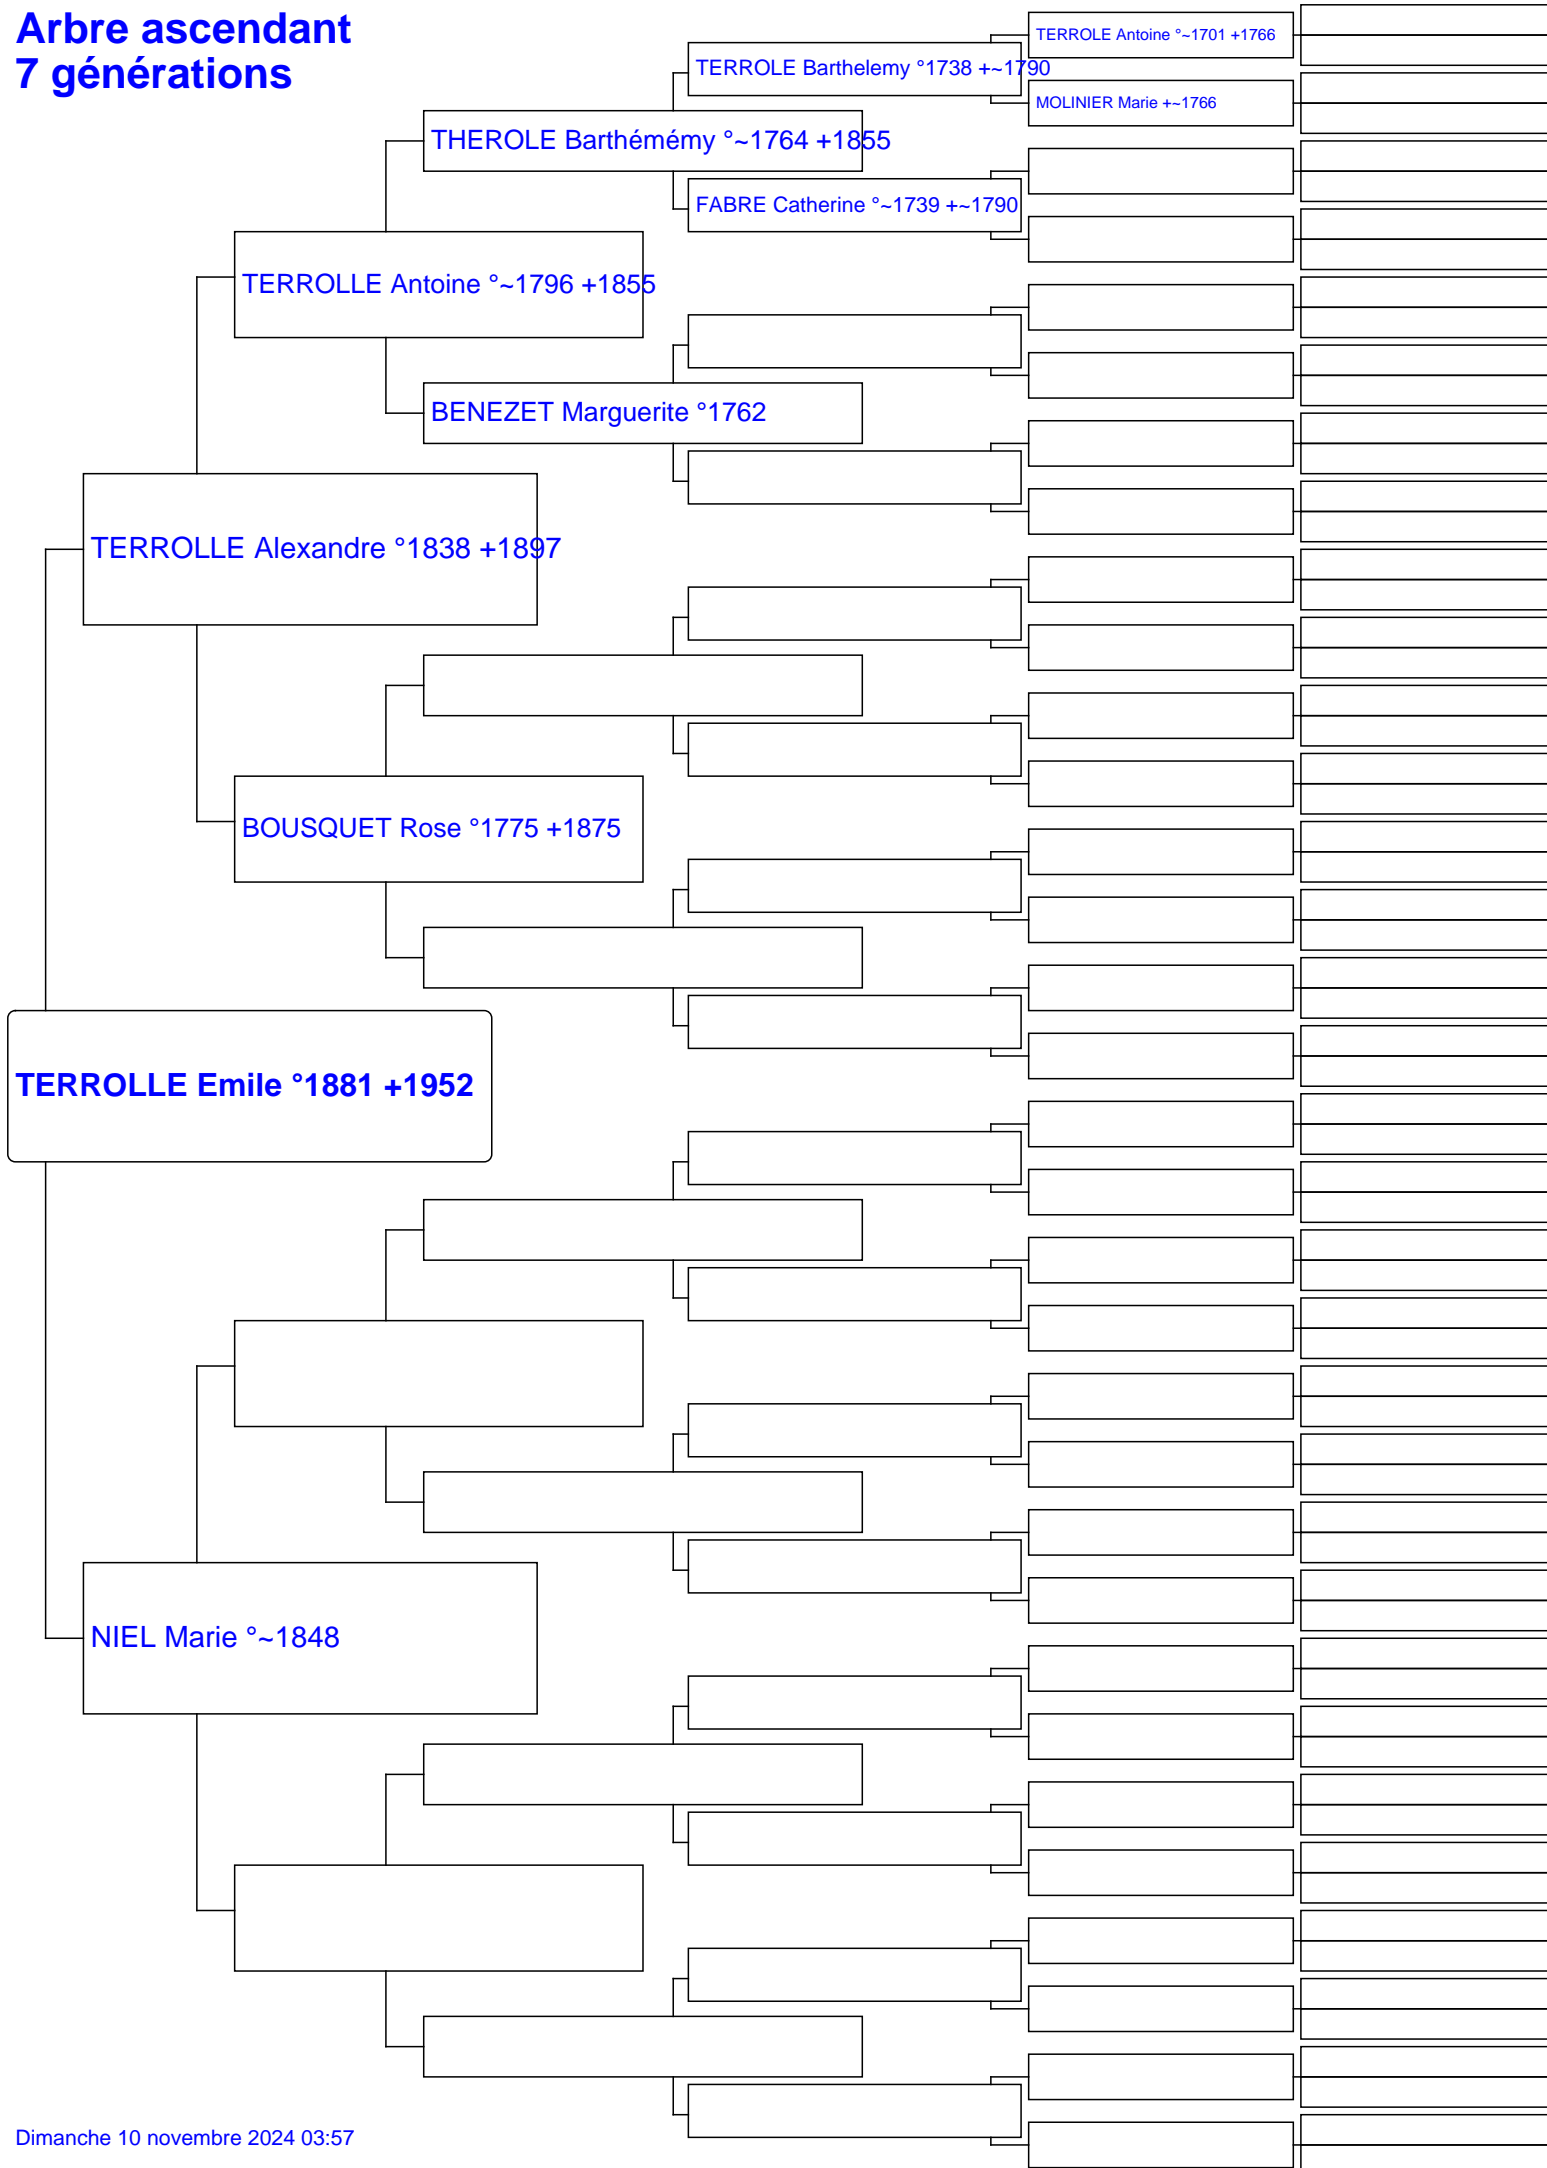 Arbre ascendant
7 générations
TERROLE Antoine °~1701 +1766
TERROLE Barthelemy °1738 +~1790
MOLINIER Marie +~1766
THEROLE Barthémémy °~1764 +1855
FABRE Catherine °~1739 +~1790
TERROLLE Antoine °~1796 +1855
BENEZET Marguerite °1762
TERROLLE Alexandre °1838 +1897
BOUSQUET Rose °1775 +1875
TERROLLE Emile °1881 +1952
NIEL Marie °~1848
Dimanche 10 novembre 2024 03:57